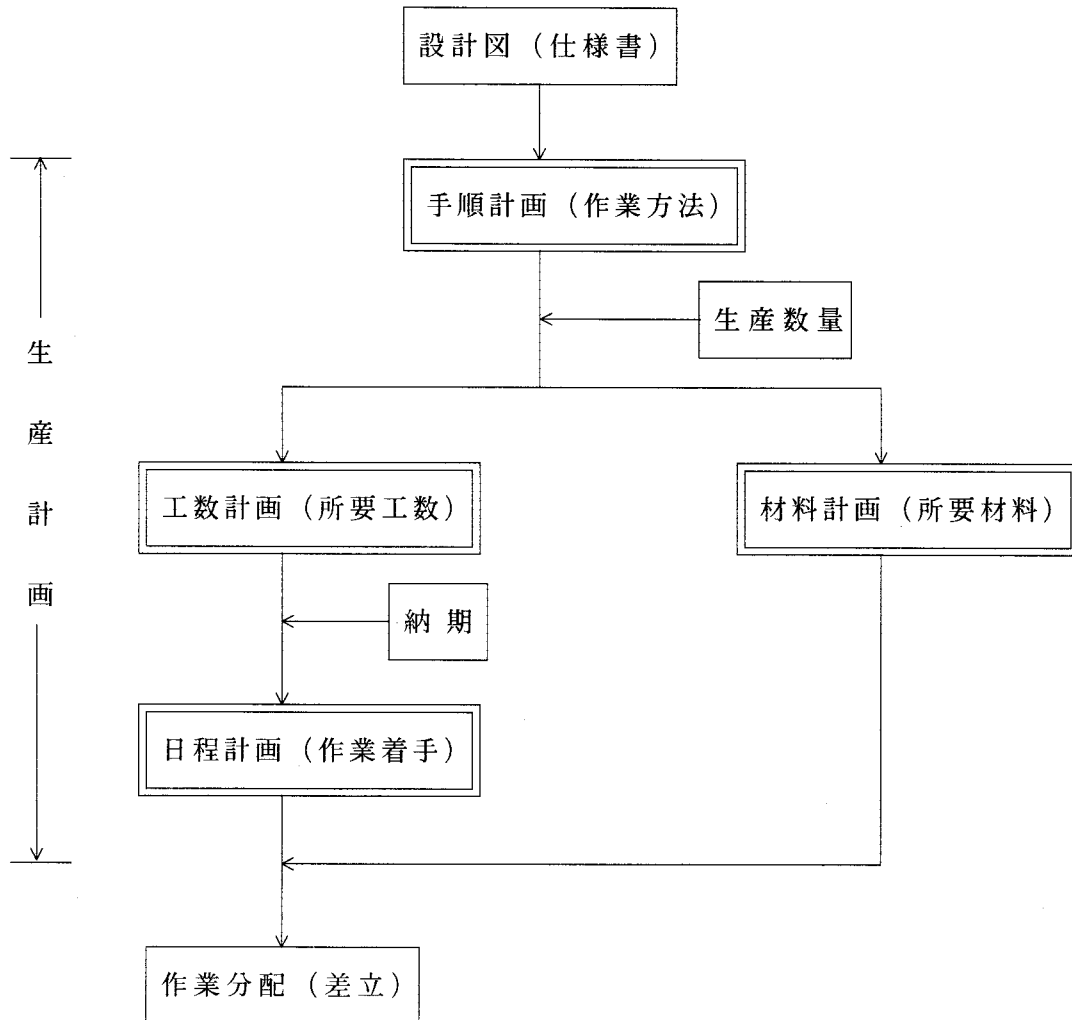 設計図（仕様書）
手順計画（作業方法）
生産数量
生産計画
工数計画（所要工数）
材料計画（所要材料）
納期
日程計画（作業着手）
作業分配（差立）